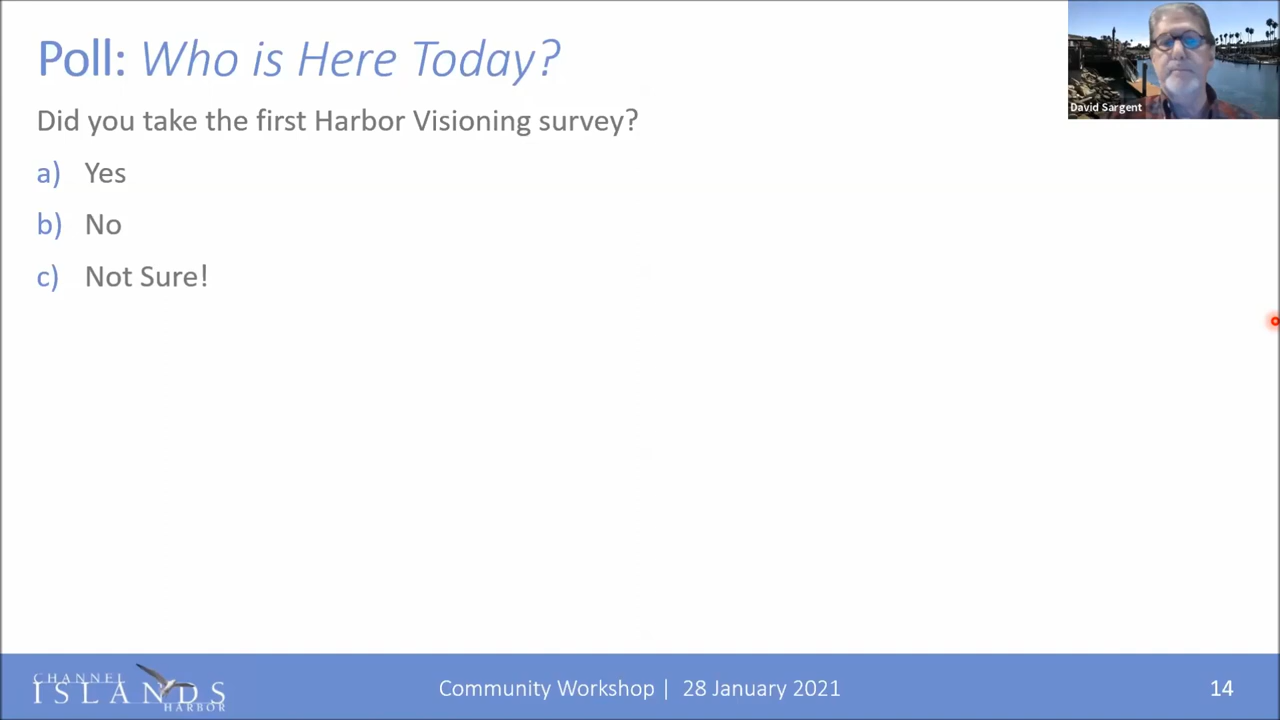 Poll: Who is Here Today?
David Sargent
Did you take the first Harbor Visioning survey?
a) Yes
b) No
c) Not Sure!
CHANNEL
ISLANDS
HARBOR
Community Workshop | 28 January 2021
14